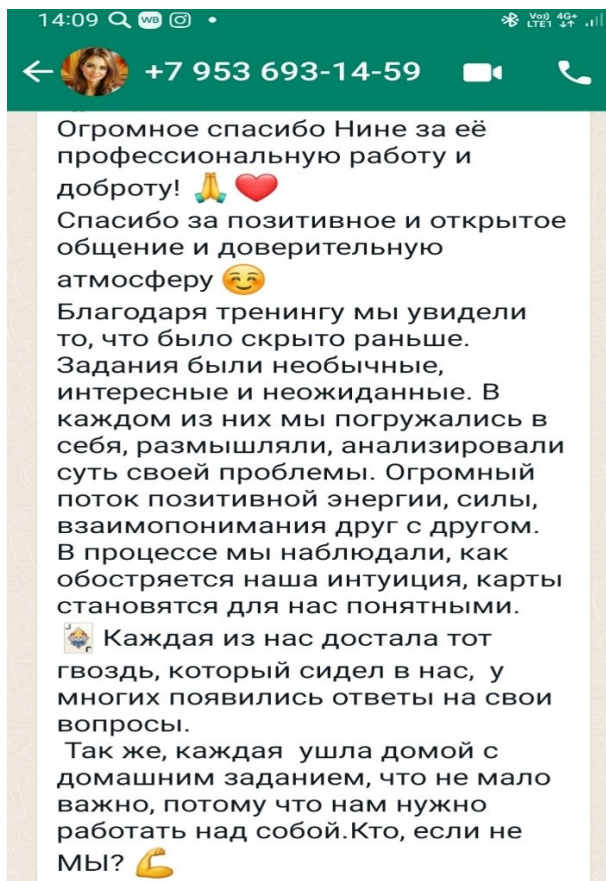 14:09 WB Vo)) LTE1 4G+
+7 953 693-14-59
Огромное спасибо Нине за её
профессиональную работу и
доброту! 🙏❤️
Спасибо за позитивное и открытое
общение и доверительную
атмосферу ☺️
Благодаря тренингу мы увидели
то, что было скрыто раньше.
Задания были необычные,
интересные и неожиданные. В
каждом из них мы погружались в
себя, размышляли, анализировали
суть своей проблемы. Огромный
поток позитивной энергии, силы,
взаимопонимания друг с другом.
В процессе мы наблюдали, как
обостряется наша интуиция, карты
становятся для нас понятными.
🃏 Каждая из нас достала тот
гвоздь, который сидел в нас, у
многих появились ответы на свои
вопросы.
Так же, каждая ушла домой с
домашним заданием, что не мало
важно, потому что нам нужно
работать над собой.Кто, если не
МЫ? 💪